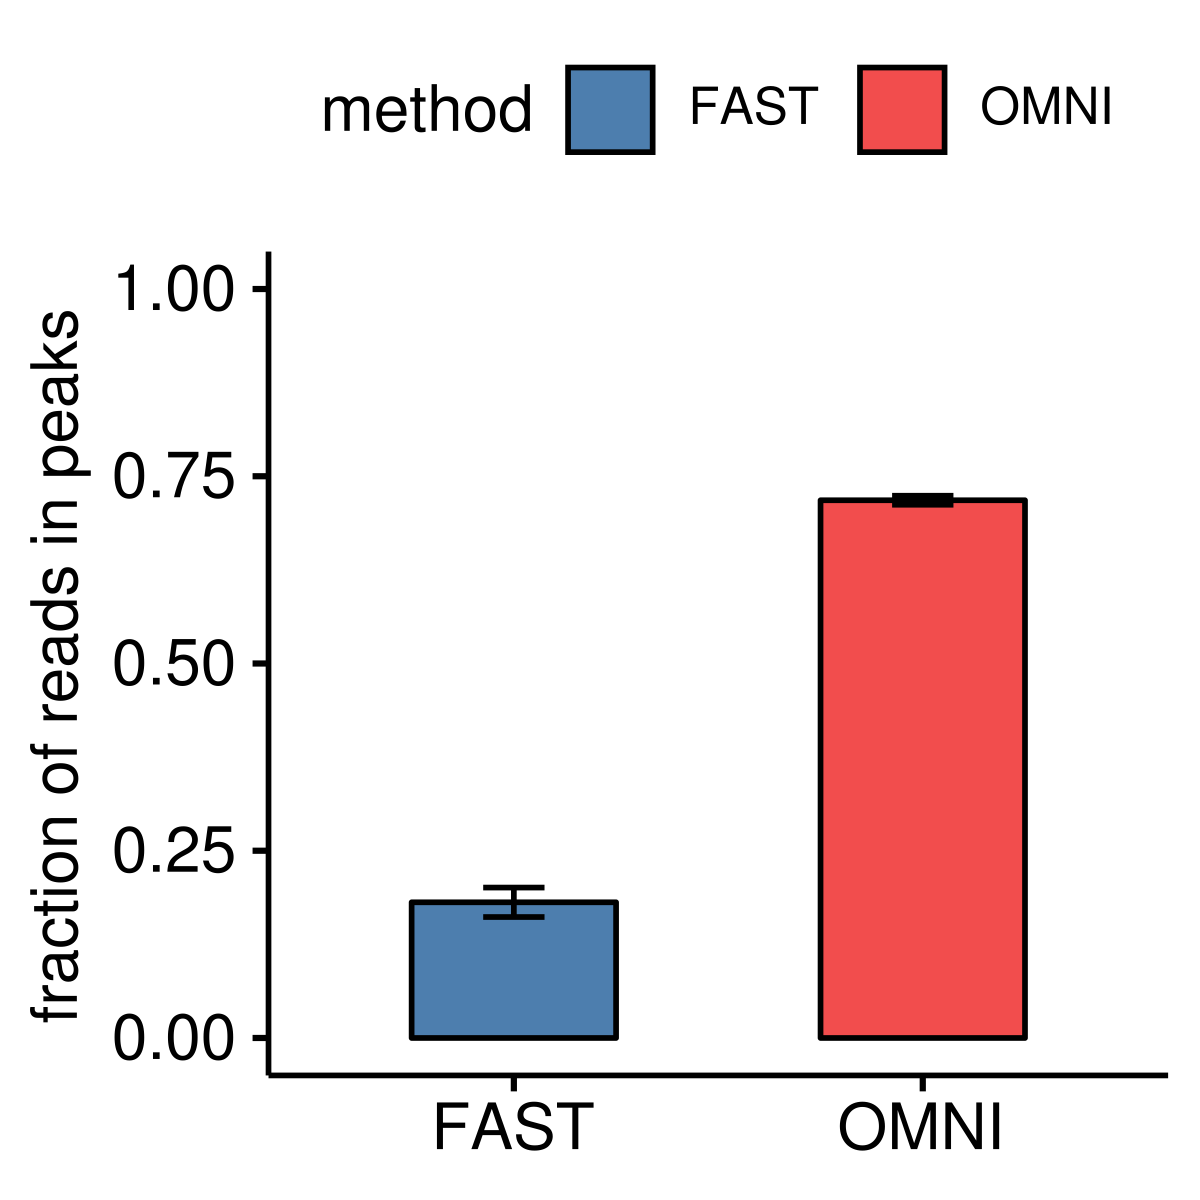 method FAST OMNI
fraction of reads in peaks
1.00
0.75
0.50
0.25
0.00
FAST OMNI